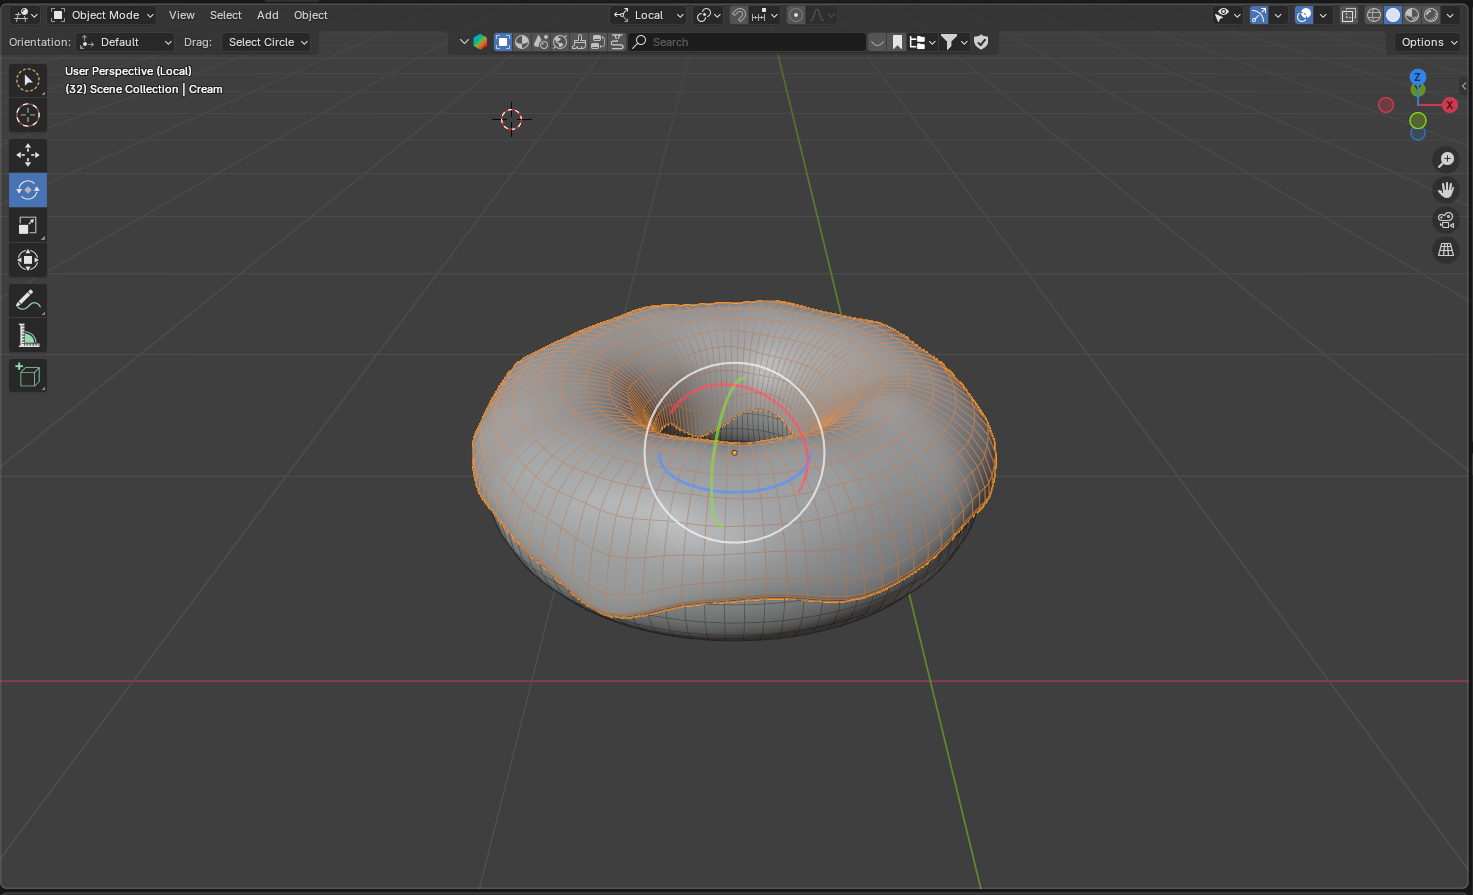 Object Mode View Select Add Object Local
Orientation: Default Drag: Select Circle Search Options
User Perspective (Local)
(32) Scene Collection | Cream
Z
X